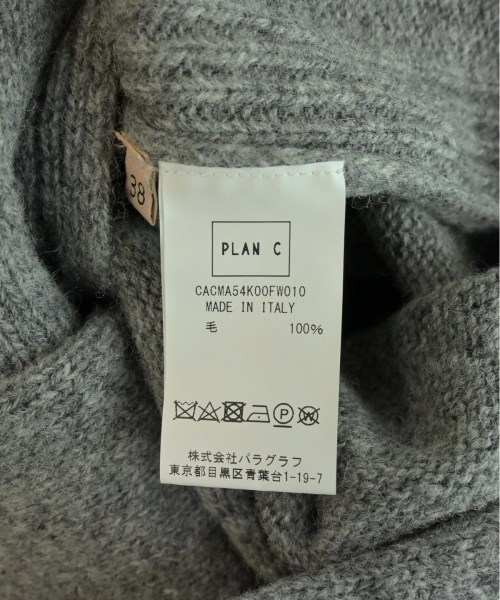 38
PLAN C
CACMA54K00FW010
MADE IN ITALY
毛 100%
P W
株式会社パラグラフ
東京都目黒区青葉台1-19-7